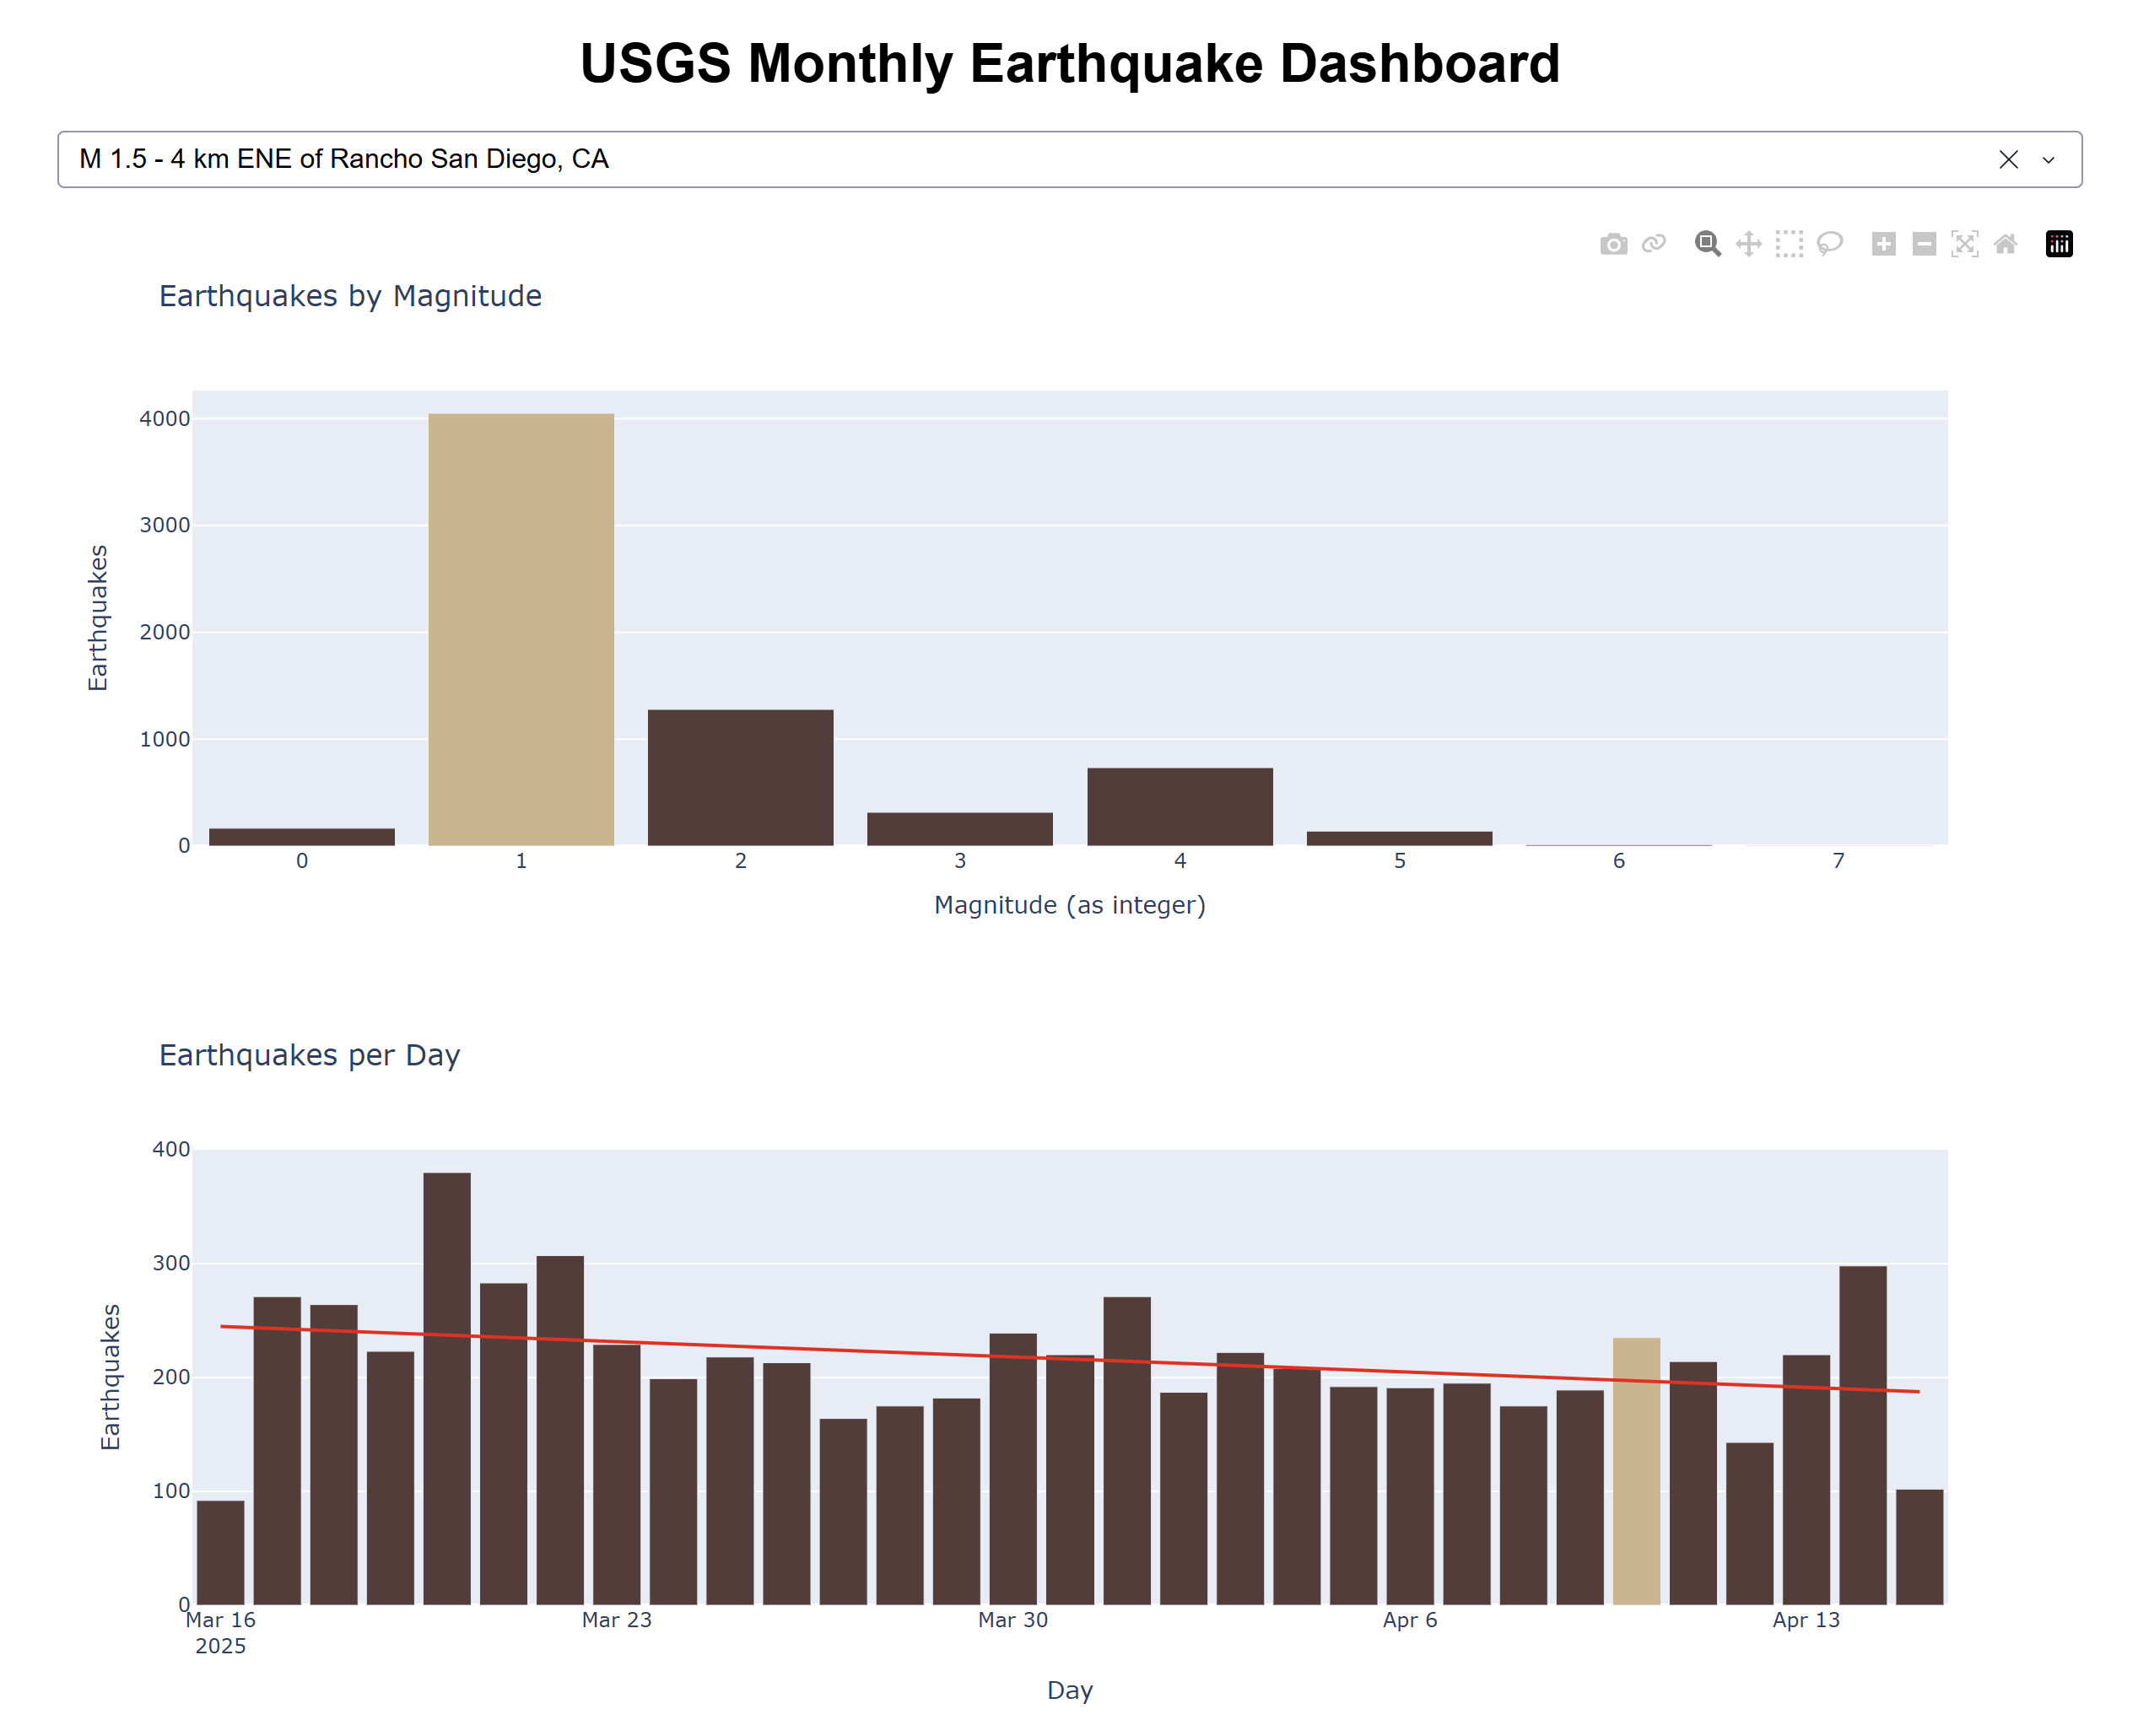 USGS Monthly Earthquake Dashboard
M 1.5 - 4 km ENE of Rancho San Diego, CA
Earthquakes by Magnitude
4000
3000
2000
1000
0
Earthquakes
0 1 2 3 4 5 6 7
Magnitude (as integer)
Earthquakes per Day
400
300
200
100
0
Earthquakes
Mar 16 Mar 23 Mar 30 Apr 6 Apr 13
2025
Day